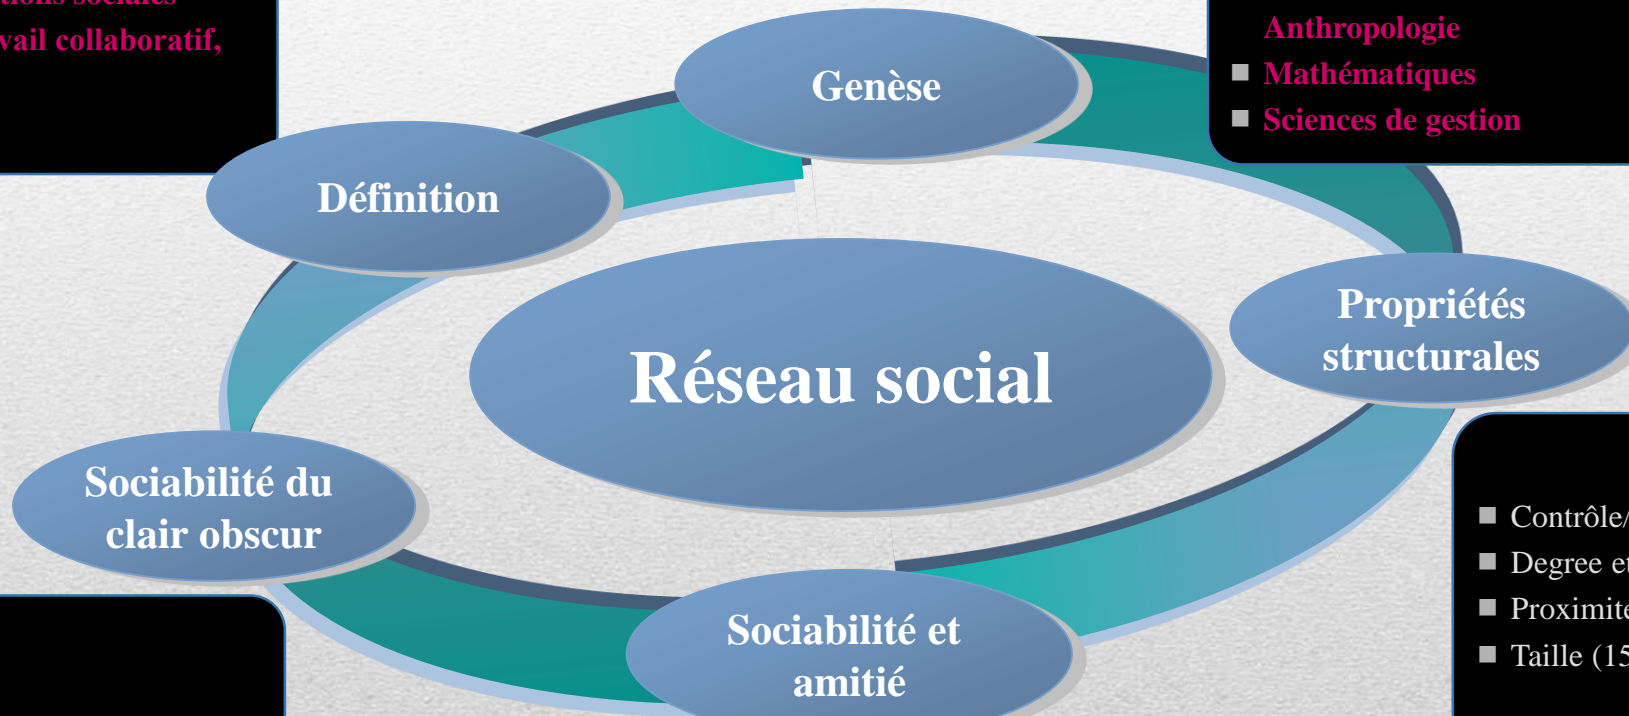 vail collaboratif,
Anthropologie
Mathématiques
Sciences de gestion
Genèse
Définition
Réseau social
Propriétés
structurales
Sociabilité du
clair obscur
Sociabilité et
amitié
Contrôle/
Degree et
Proximité
Taille (15